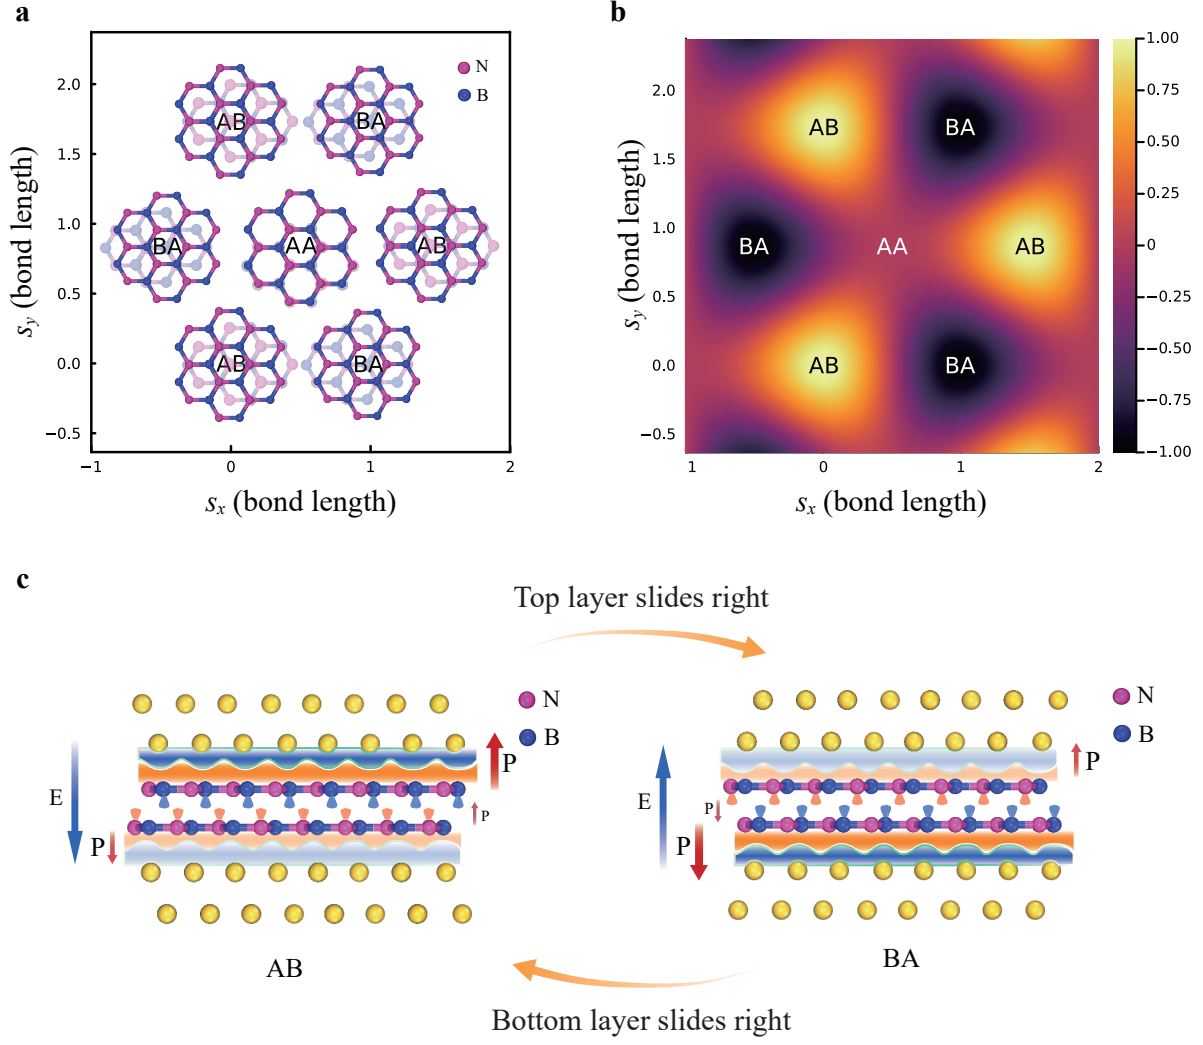 a
N
B
2.0
1.5
1.0
0.5
0.0
−0.5
−1
0
1
2
s_y (bond length)
s_x (bond length)
AB
BA
BA
AA
AB
AB
BA
b
2.0
1.5
1.0
0.5
0.0
−0.5
1
0
1
2
s_y (bond length)
s_x (bond length)
AB
BA
BA
AA
AB
AB
BA
1.00
0.75
0.50
0.25
0
−0.25
−0.50
−0.75
−1.00
c
Top layer slides right
N
B
E
P
P
P
AB
N
B
E
P
P
P
BA
Bottom layer slides right